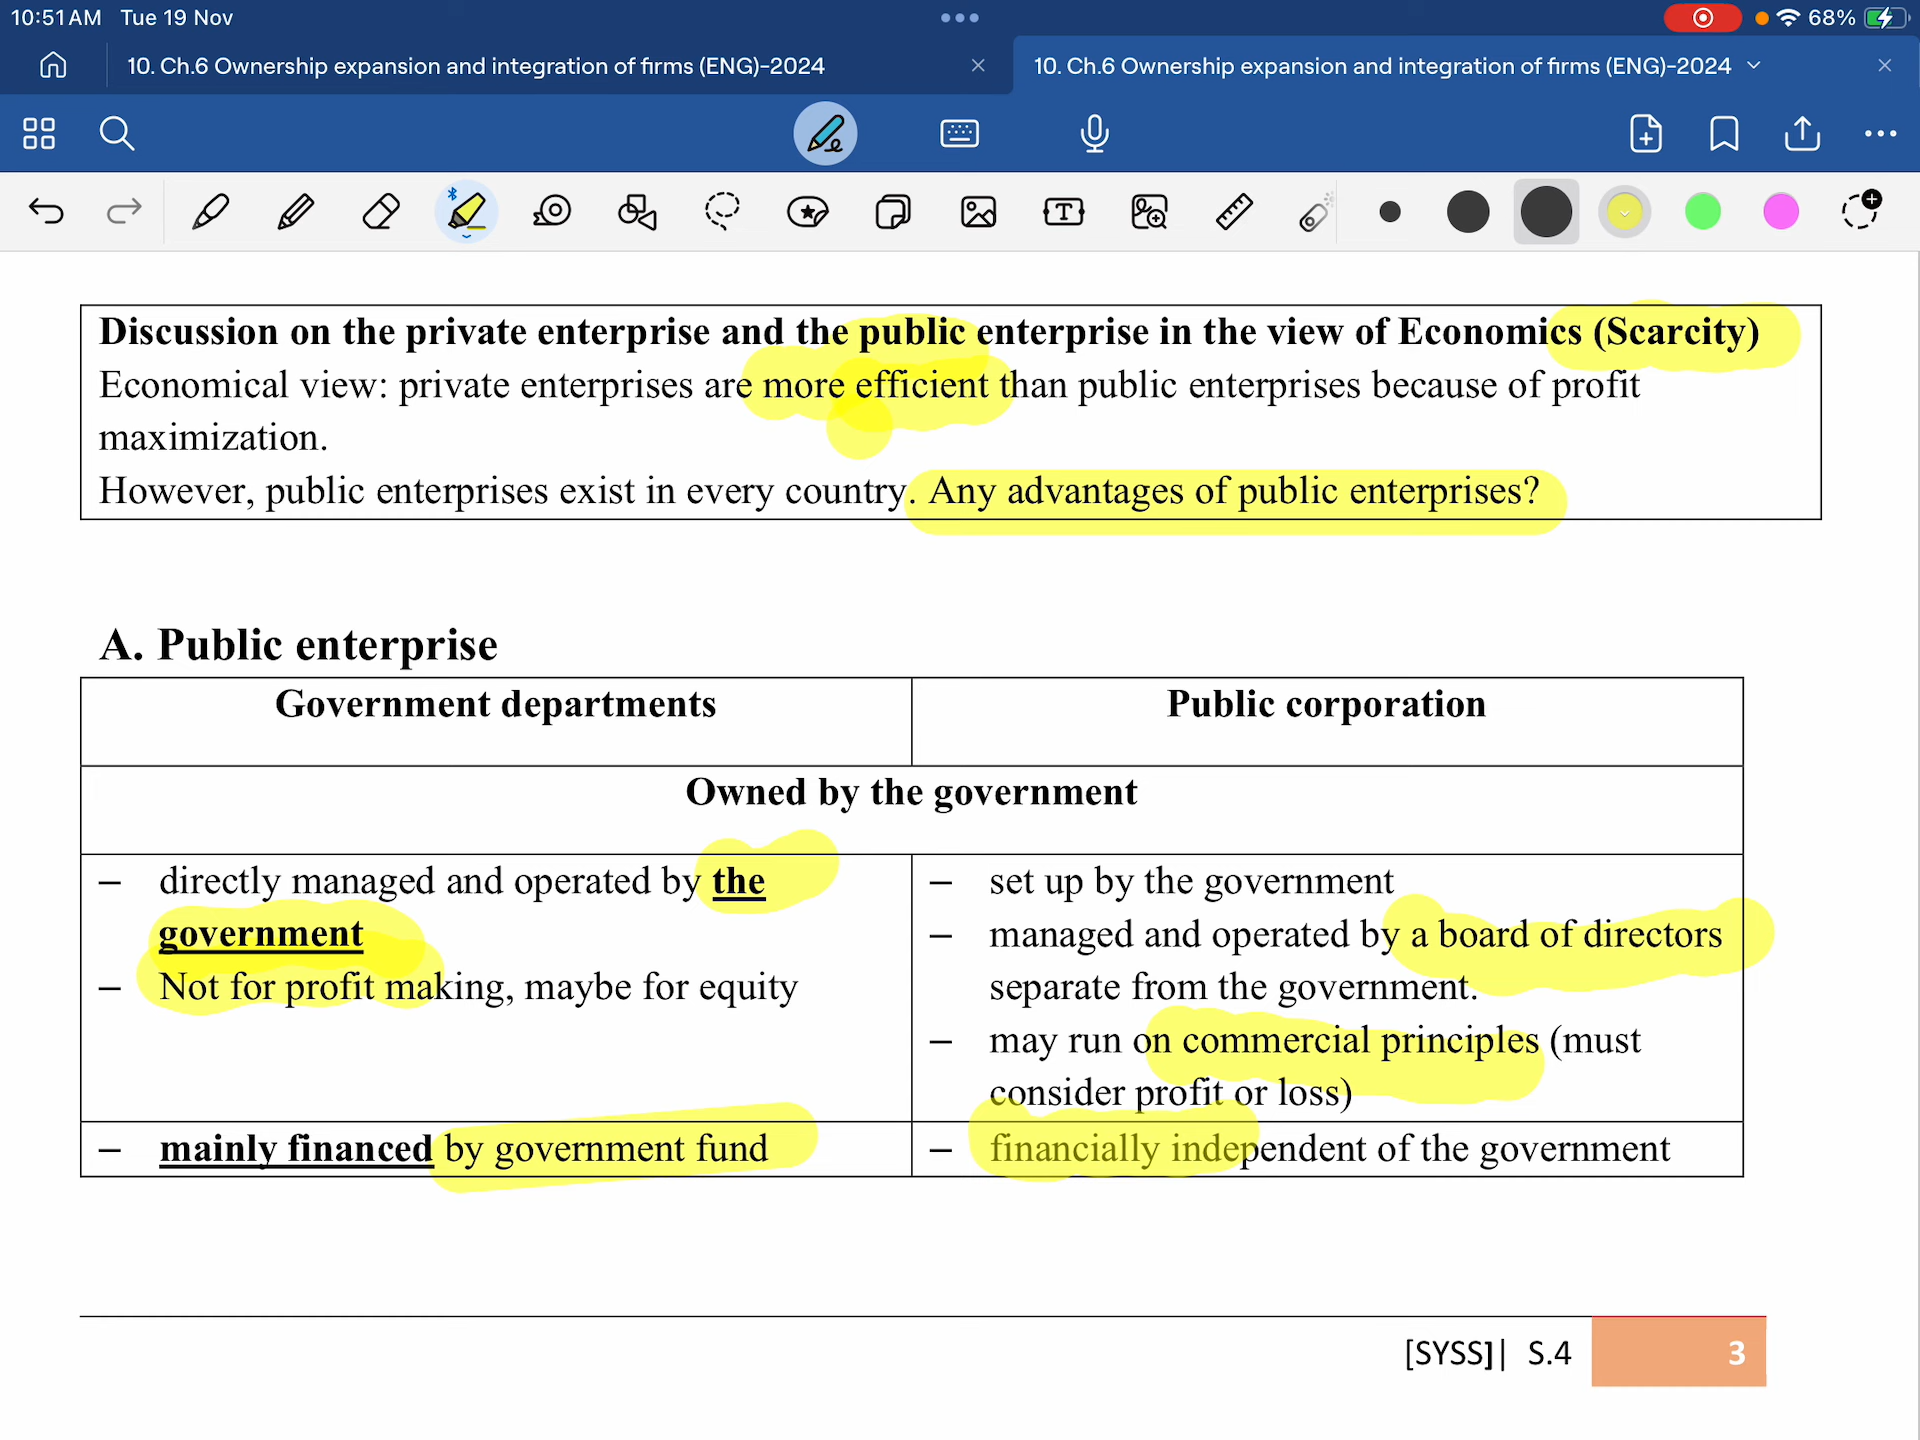 10:51 AM Tue 19 Nov
68%
10. Ch.6 Ownership expansion and integration of firms (ENG)-2024
10. Ch.6 Ownership expansion and integration of firms (ENG)-2024
Discussion on the private enterprise and the public enterprise in the view of Economics (Scarcity)
Economical view: private enterprises are more efficient than public enterprises because of profit
maximization.
However, public enterprises exist in every country. Any advantages of public enterprises?
A. Public enterprise
Government departments
Public corporation
Owned by the government
– directly managed and operated by the
government
– Not for profit making, maybe for equity
– set up by the government
– managed and operated by a board of directors
separate from the government.
– may run on commercial principles (must
consider profit or loss)
– mainly financed by government fund
– financially independent of the government
[SYSS]| S.4 3